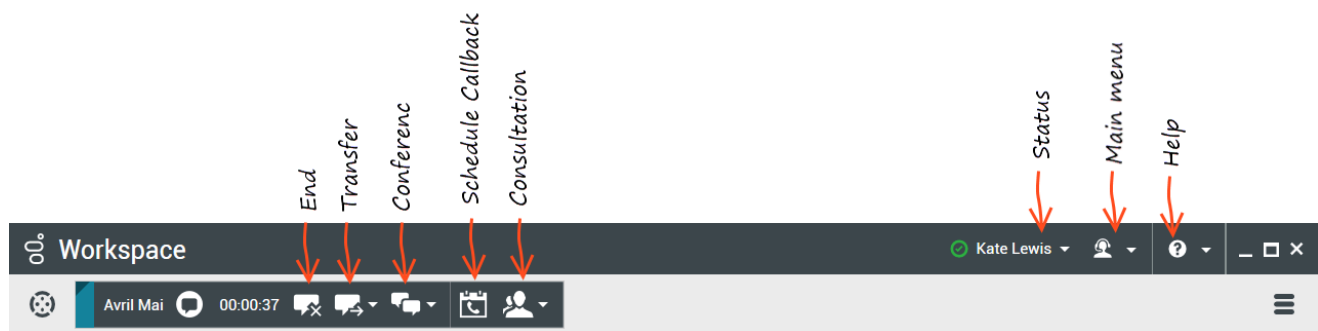 End
Transfer
Conferenc
Schedule Callback
Consultation
Status
Main menu
Help
Workspace
Kate Lewis
Avril Mai 00:00:37